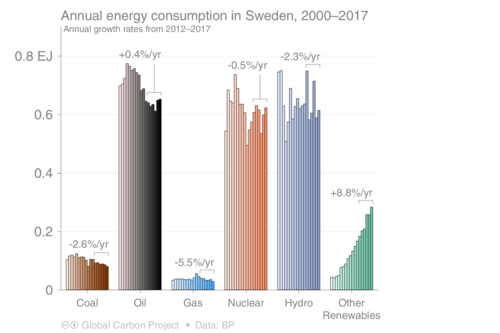 Annual energy consumption in Sweden, 2000–2017
Annual growth rates from 2012–2017
0.8 EJ
0.6
0.4
0.2
0
-2.6%/yr
+0.4%/yr
-5.5%/yr
-0.5%/yr
-2.3%/yr
+8.8%/yr
Coal
Oil
Gas
Nuclear
Hydro
Other
Renewables
Global Carbon Project • Data: BP